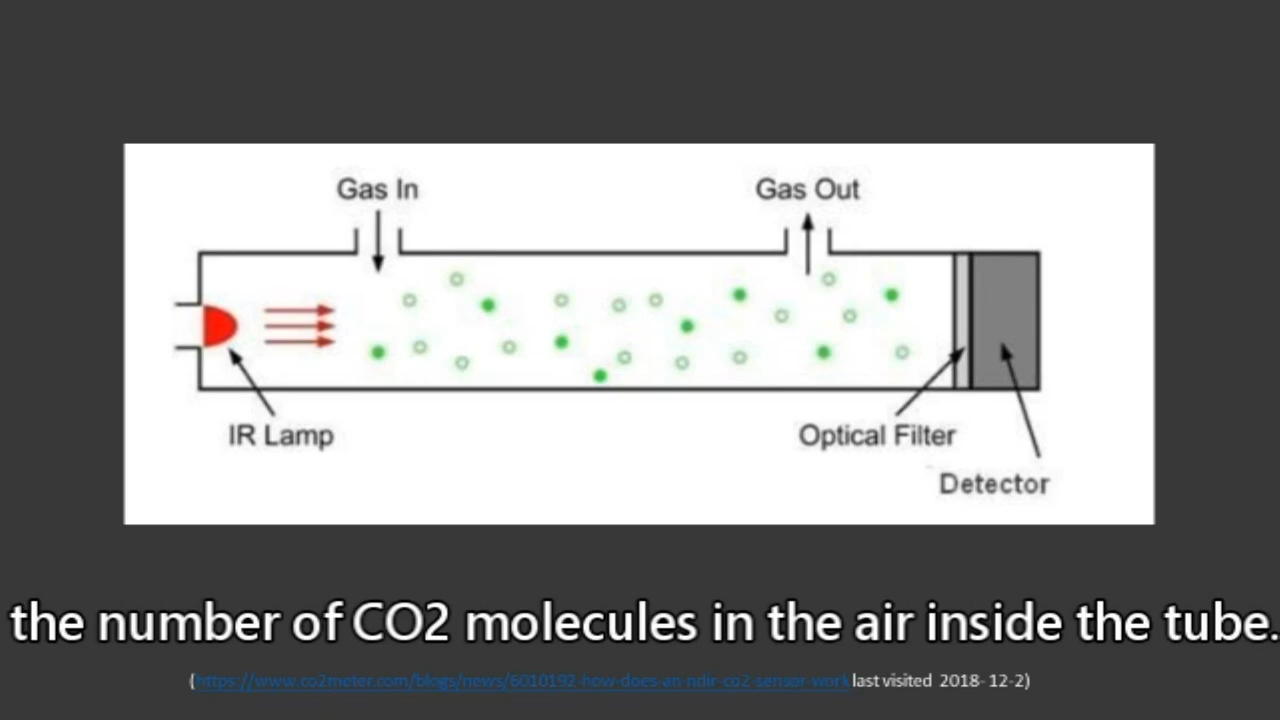 Gas In
Gas Out
IR Lamp
Optical Filter
Detector
the number of CO2 molecules in the air inside the tube.
(https://www.co2meter.com/blogs/news/6010192-how-does-an-ndir-co2-sensor-work last visited 2018-12-2)